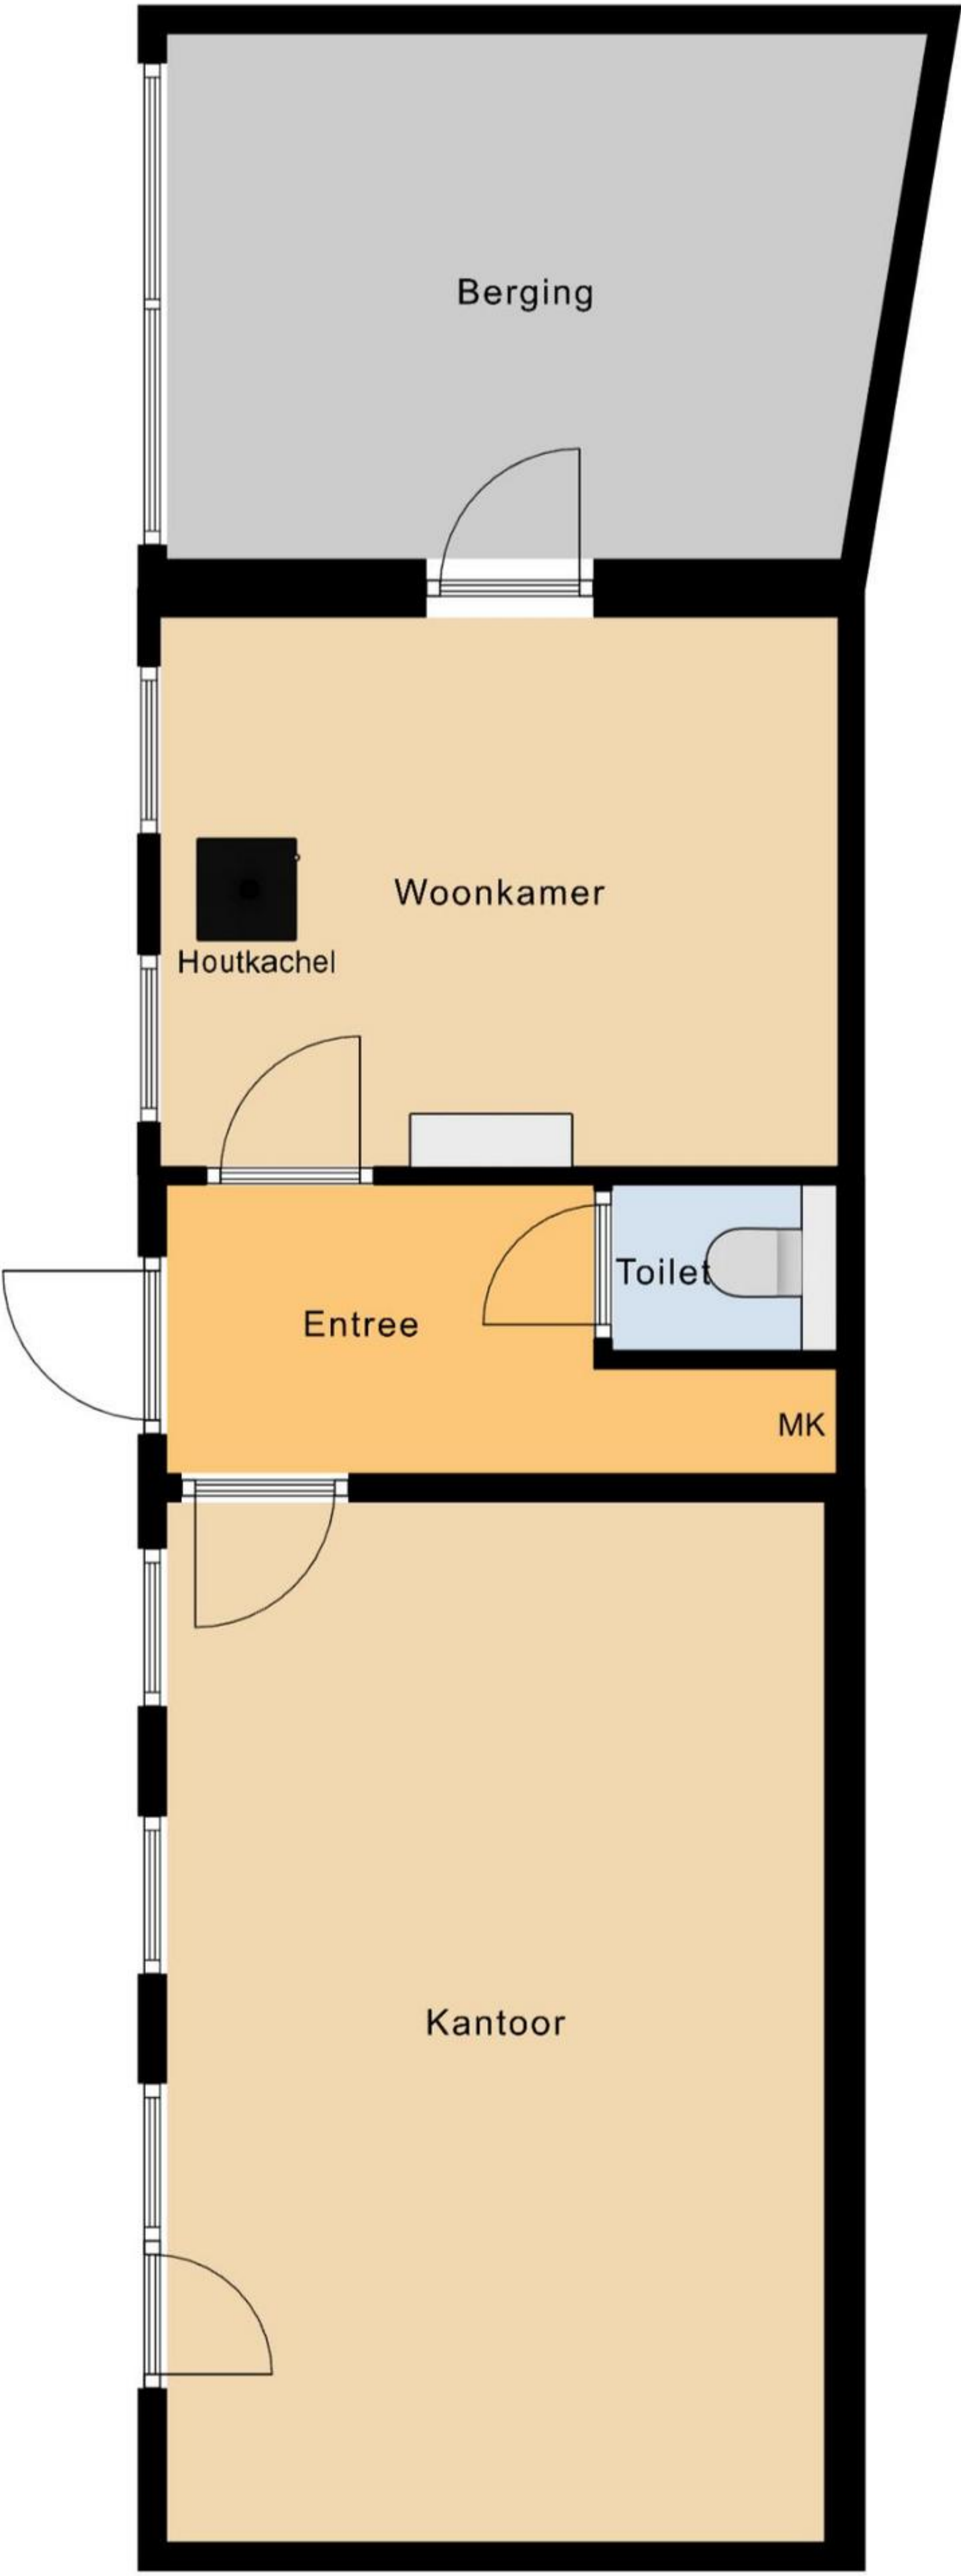 Berging
Woonkamer
Houtkachel
Toilet
Entree
MK
Kantoor